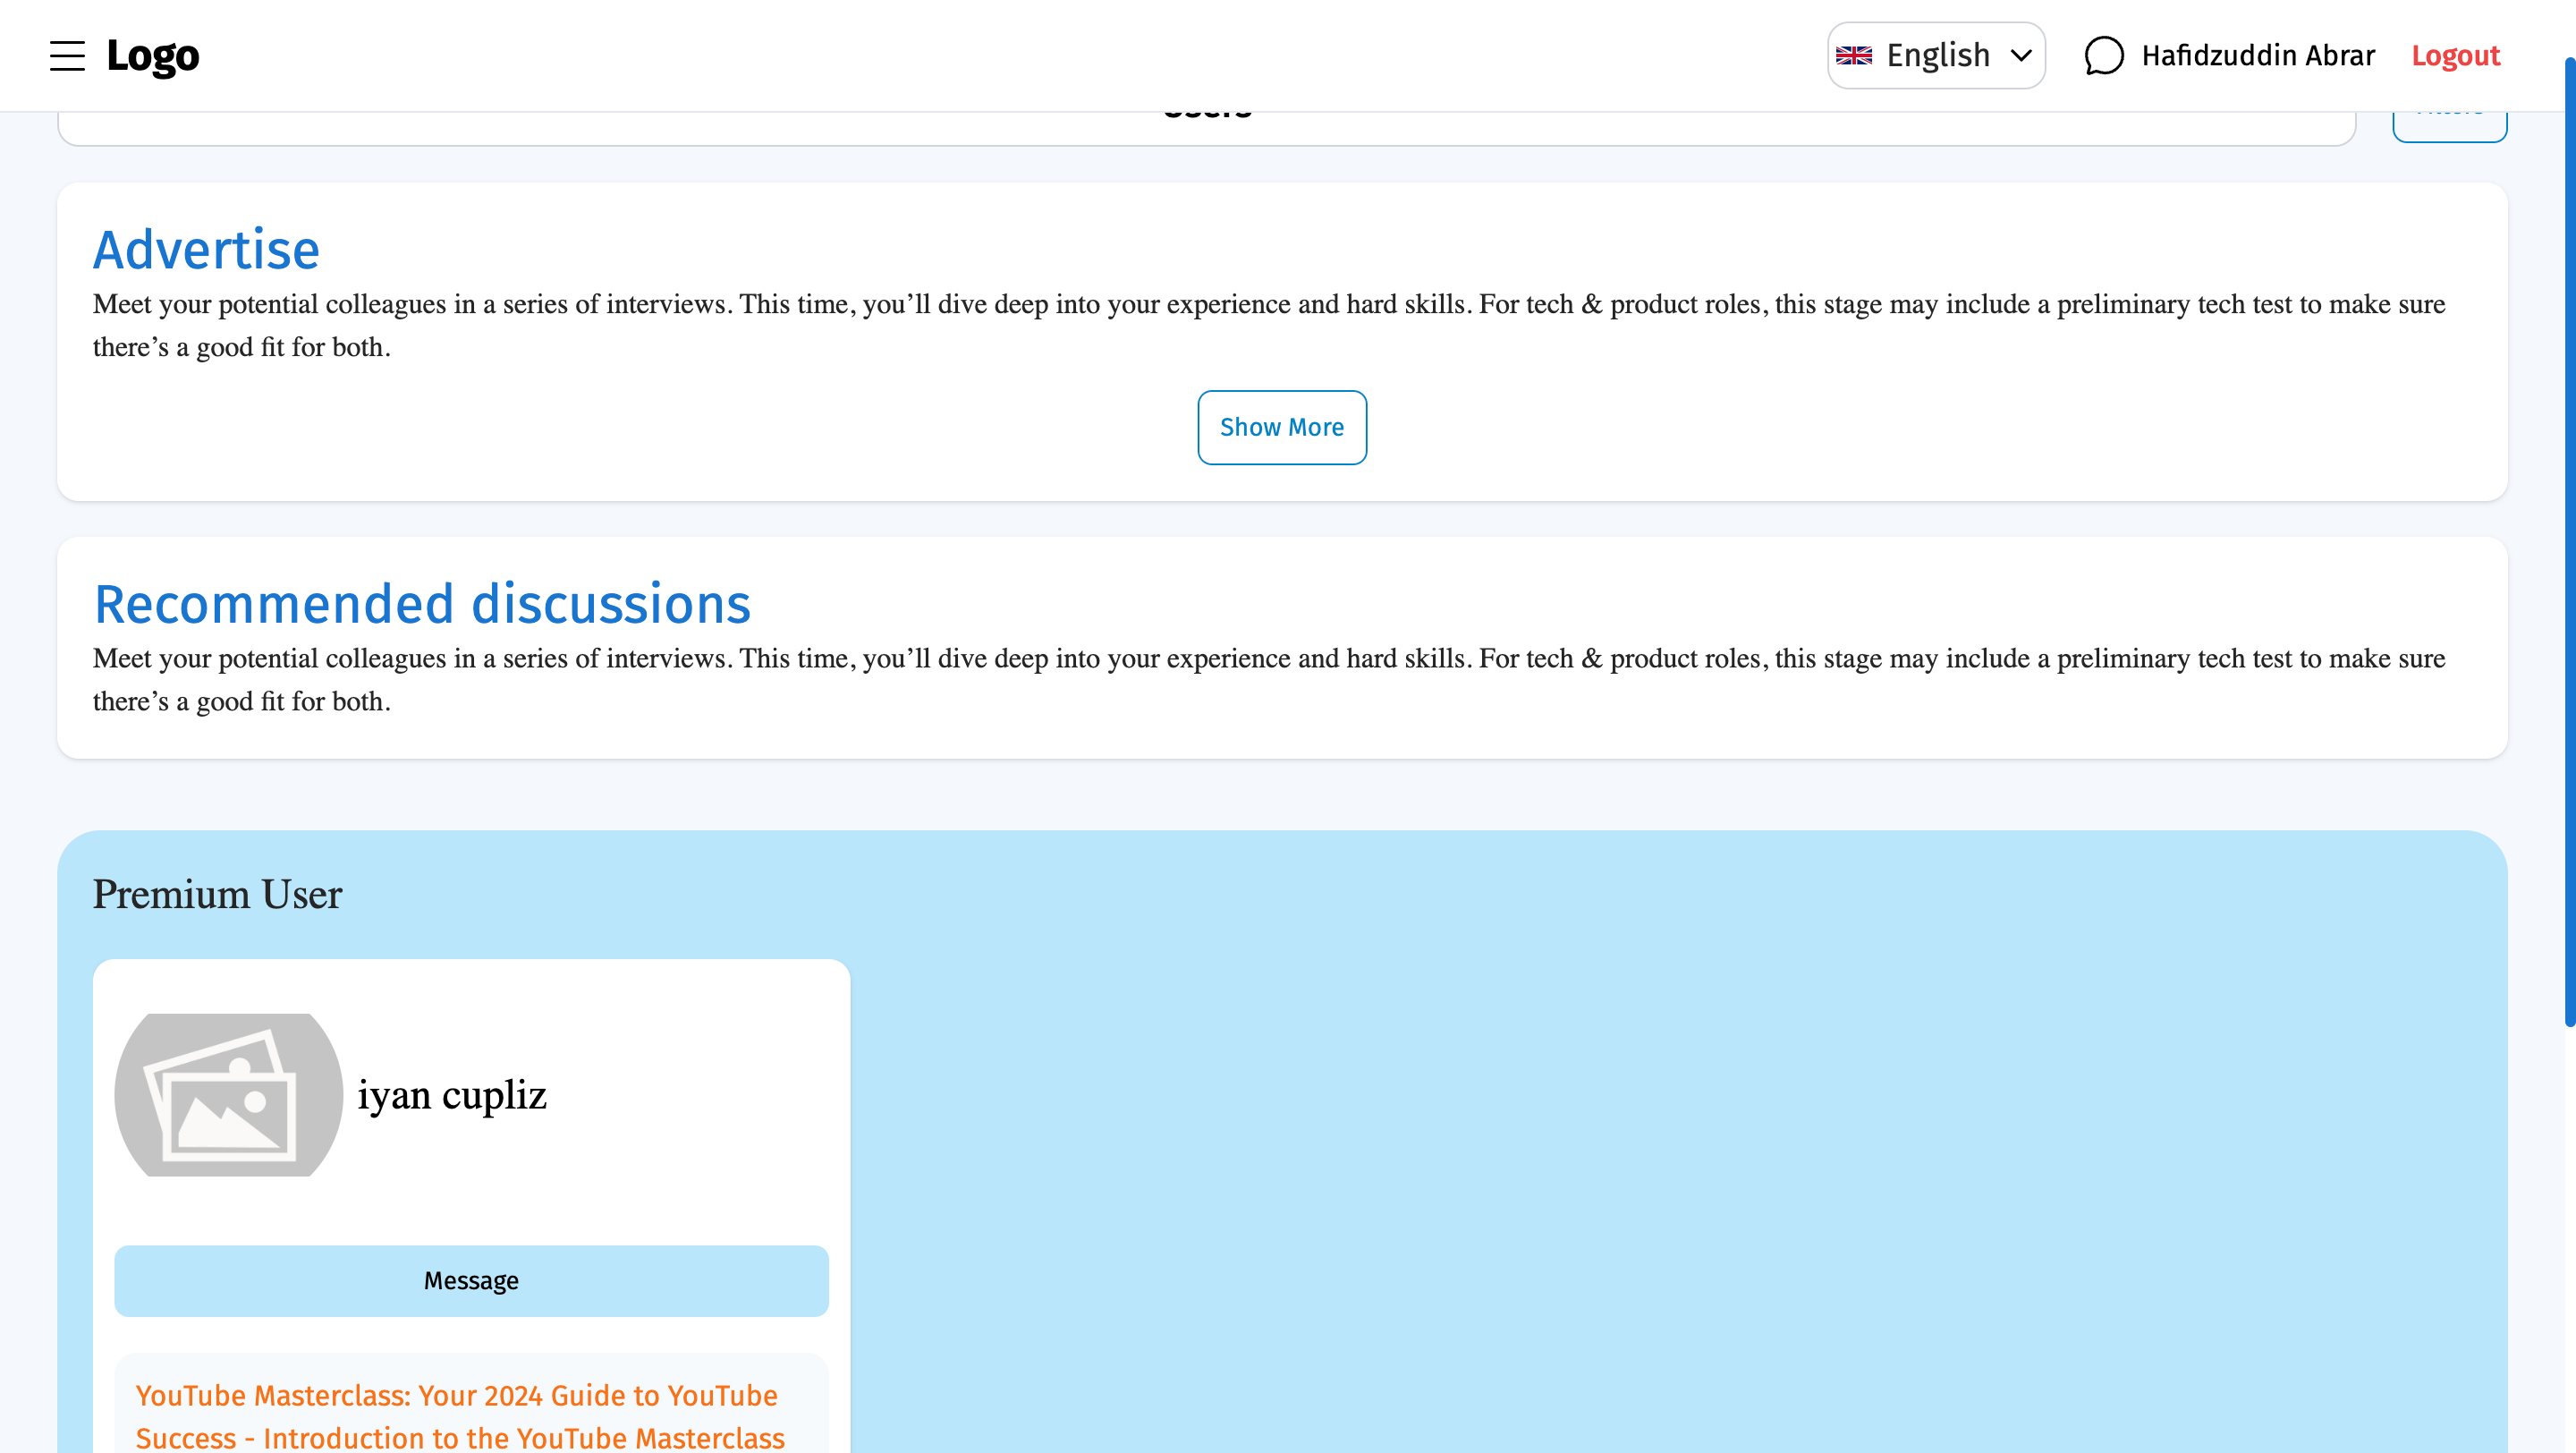 Logo
English
Hafidzuddin Abrar
Logout
Advertise
Meet your potential colleagues in a series of interviews. This time, you’ll dive deep into your experience and hard skills. For tech & product roles, this stage may include a preliminary tech test to make sure
there’s a good fit for both.
Show More
Recommended discussions
Meet your potential colleagues in a series of interviews. This time, you’ll dive deep into your experience and hard skills. For tech & product roles, this stage may include a preliminary tech test to make sure
there’s a good fit for both.
Premium User
iyan cupliz
Message
YouTube Masterclass: Your 2024 Guide to YouTube
Success - Introduction to the YouTube Masterclass